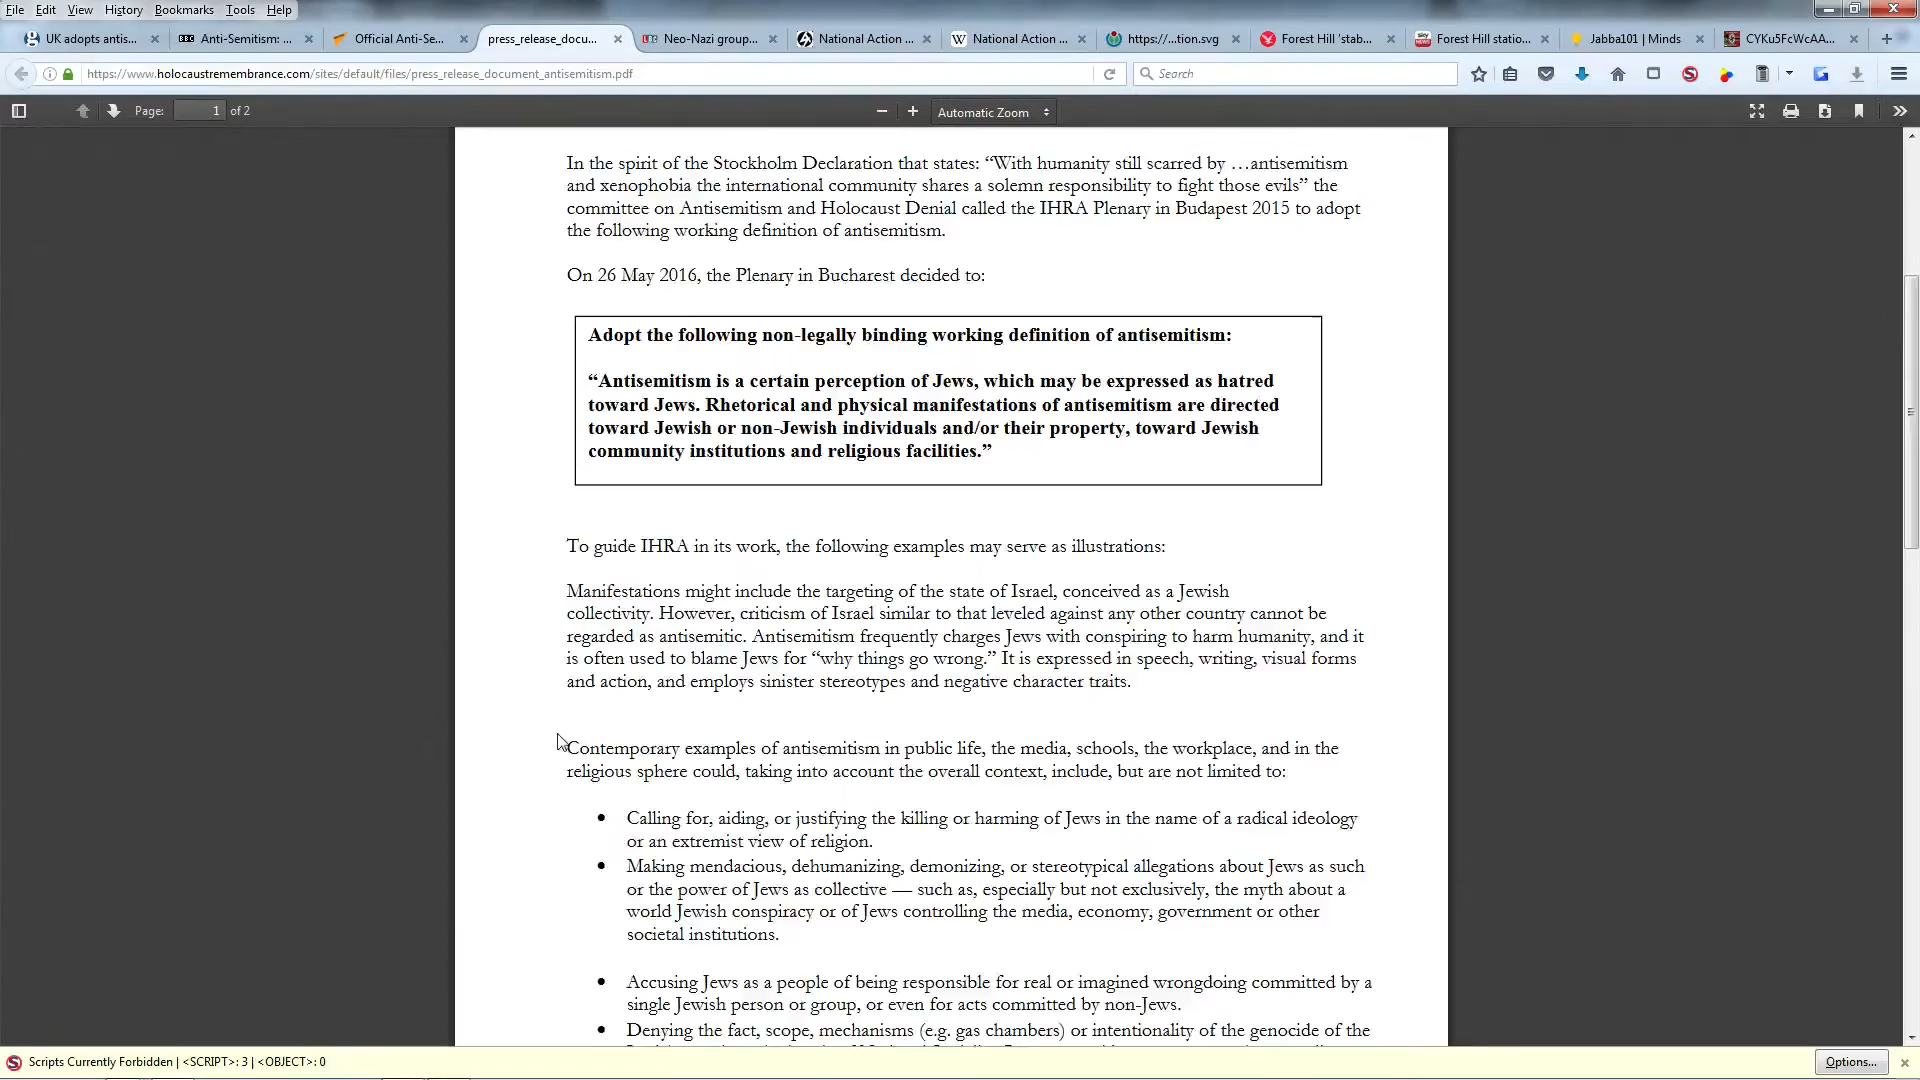 File Edit View History Bookmarks Tools Help
UK adopts antis... Anti-Semitism: ... Official Anti-Se... press_release_docu... Neo-Nazi group... National Action ... National Action ... https://...tion.svg Forest Hill 'stab... Forest Hill statio... Jabba101 | Minds CYKu5FcWcAA...
https://www.holocaustremembrance.com/sites/default/files/press_release_document_antisemitism.pdf Search
Page: 1 of 2 Automatic Zoom
In the spirit of the Stockholm Declaration that states: “With humanity still scarred by …antisemitism
and xenophobia the international community shares a solemn responsibility to fight those evils” the
committee on Antisemitism and Holocaust Denial called the IHRA Plenary in Budapest 2015 to adopt
the following working definition of antisemitism.
On 26 May 2016, the Plenary in Bucharest decided to:
Adopt the following non-legally binding working definition of antisemitism:
“Antisemitism is a certain perception of Jews, which may be expressed as hatred
toward Jews. Rhetorical and physical manifestations of antisemitism are directed
toward Jewish or non-Jewish individuals and/or their property, toward Jewish
community institutions and religious facilities.”
To guide IHRA in its work, the following examples may serve as illustrations:
Manifestations might include the targeting of the state of Israel, conceived as a Jewish
collectivity. However, criticism of Israel similar to that leveled against any other country cannot be
regarded as antisemitic. Antisemitism frequently charges Jews with conspiring to harm humanity, and it
is often used to blame Jews for “why things go wrong.” It is expressed in speech, writing, visual forms
and action, and employs sinister stereotypes and negative character traits.
Contemporary examples of antisemitism in public life, the media, schools, the workplace, and in the
religious sphere could, taking into account the overall context, include, but are not limited to:
• Calling for, aiding, or justifying the killing or harming of Jews in the name of a radical ideology
or an extremist view of religion.
• Making mendacious, dehumanizing, demonizing, or stereotypical allegations about Jews as such
or the power of Jews as collective — such as, especially but not exclusively, the myth about a
world Jewish conspiracy or of Jews controlling the media, economy, government or other
societal institutions.
• Accusing Jews as a people of being responsible for real or imagined wrongdoing committed by a
single Jewish person or group, or even for acts committed by non-Jews.
• Denying the fact, scope, mechanisms (e.g. gas chambers) or intentionality of the genocide of the
Scripts Currently Forbidden | <SCRIPT>: 3 | <OBJECT>: 0 Options...